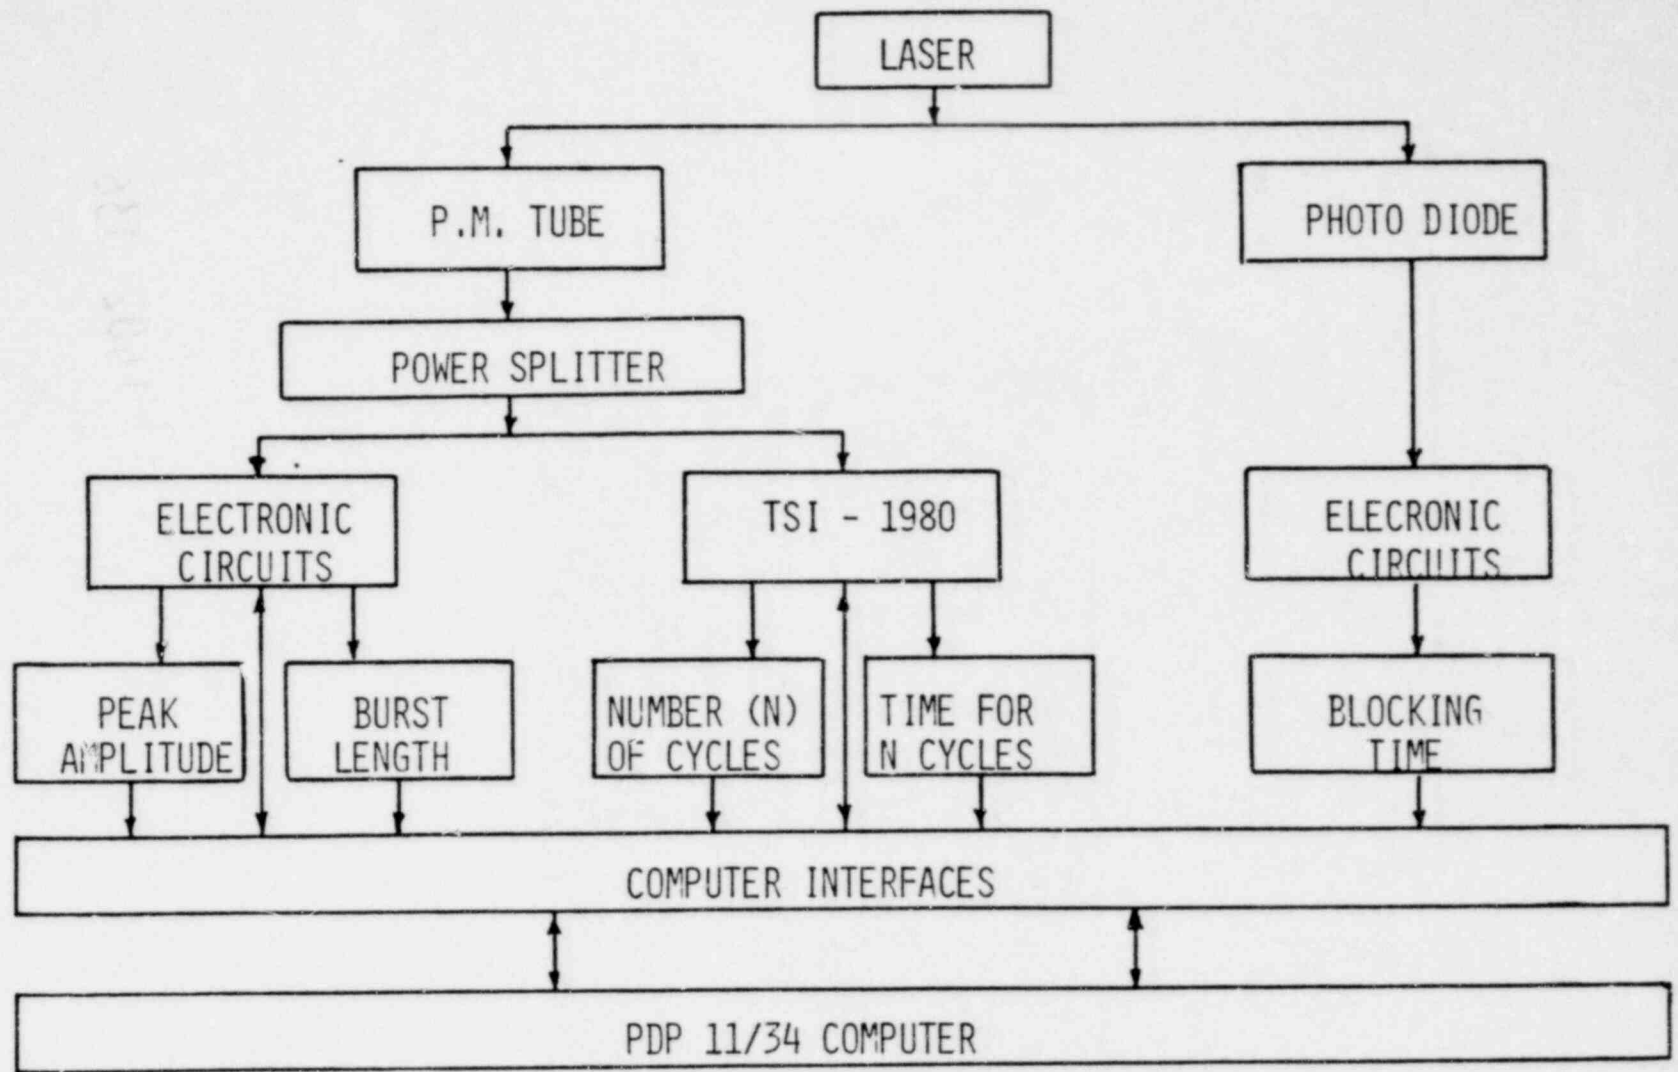 LASER
P.M. TUBE
PHOTO DIODE
POWER SPLITTER
ELECTRONIC
CIRCUITS
TSI - 1980
ELECRONIC
CIRCUITS
PEAK
AMPLITUDE
BURST
LENGTH
NUMBER (N)
OF CYCLES
TIME FOR
N CYCLES
BLOCKING
TIME
COMPUTER INTERFACES
PDP 11/34 COMPUTER